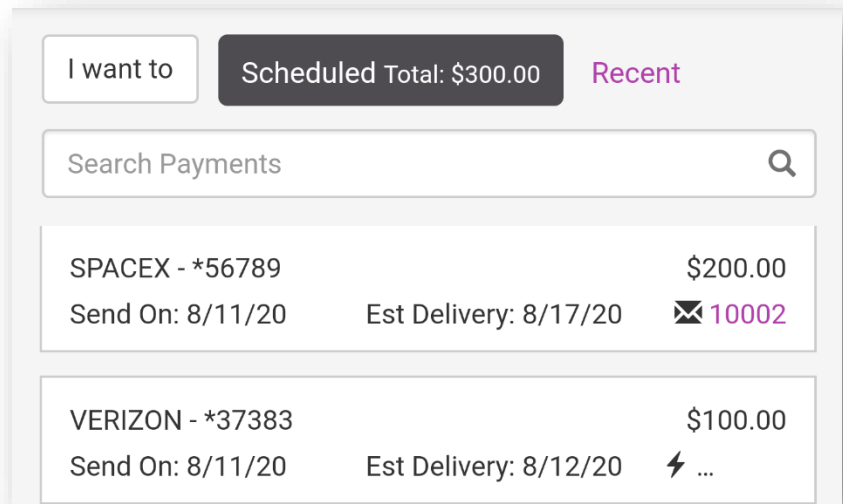 I want to
Scheduled Total: $300.00
Recent
Search Payments
SPACEX - *56789 $200.00
Send On: 8/11/20 Est Delivery: 8/17/20 10002
VERIZON - *37383 $100.00
Send On: 8/11/20 Est Delivery: 8/12/20 ...